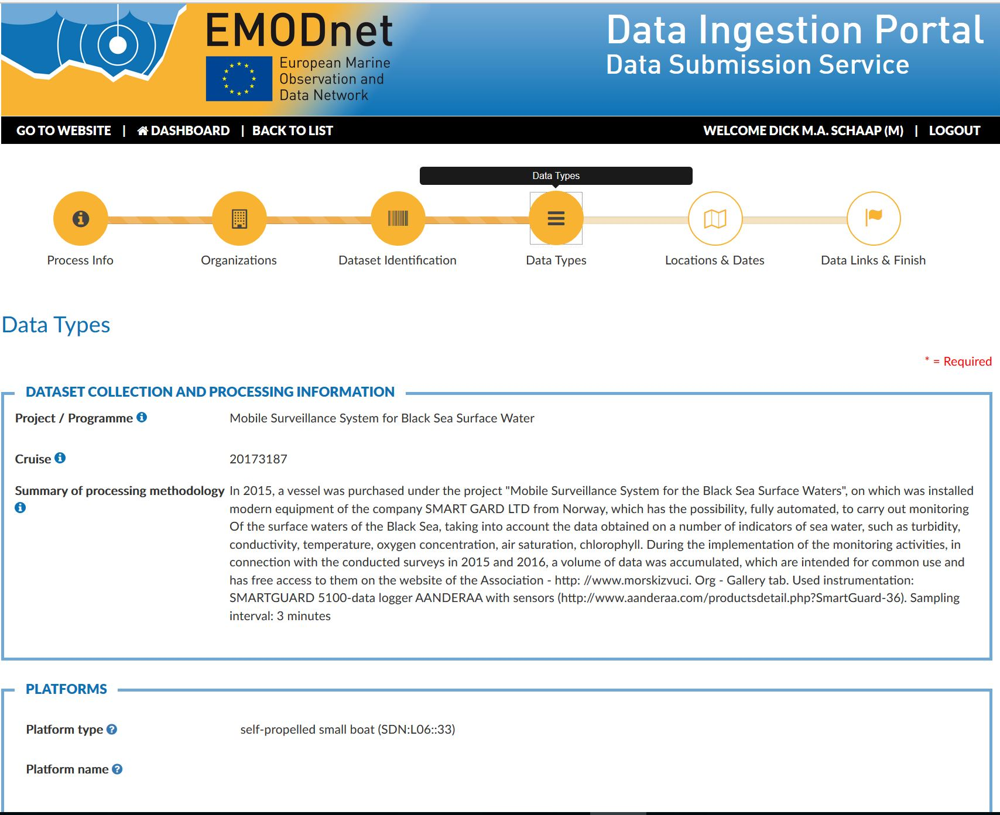 EMODnet
European Marine
Observation and
Data Network
Data Ingestion Portal
Data Submission Service
GO TO WEBSITE | DASHBOARD | BACK TO LIST
WELCOME DICK M.A. SCHAAP (M) | LOGOUT
Data Types
Process Info
Organizations
Dataset Identification
Data Types
Locations & Dates
Data Links & Finish
Data Types
* = Required
DATASET COLLECTION AND PROCESSING INFORMATION
Project / Programme
Mobile Surveillance System for Black Sea Surface Water
Cruise
20173187
Summary of processing methodology
In 2015, a vessel was purchased under the project "Mobile Surveillance System for the Black Sea Surface Waters", on which was installed
modern equipment of the company SMART GARD LTD from Norway, which has the possibility, fully automated, to carry out monitoring
Of the surface waters of the Black Sea, taking into account the data obtained on a number of indicators of sea water, such as turbidity,
conductivity, temperature, oxygen concentration, air saturation, chlorophyll. During the implementation of the monitoring activities, in
connection with the conducted surveys in 2015 and 2016, a volume of data was accumulated, which are intended for common use and
has free access to them on the website of the Association - http: //www.morskizvuci. Org - Gallery tab. Used instrumentation:
SMARTGUARD 5100-data logger AANDERAA with sensors (http://www.aanderaa.com/productsdetail.php?SmartGuard-36). Sampling
interval: 3 minutes
PLATFORMS
Platform type
self-propelled small boat (SDN:L06::33)
Platform name